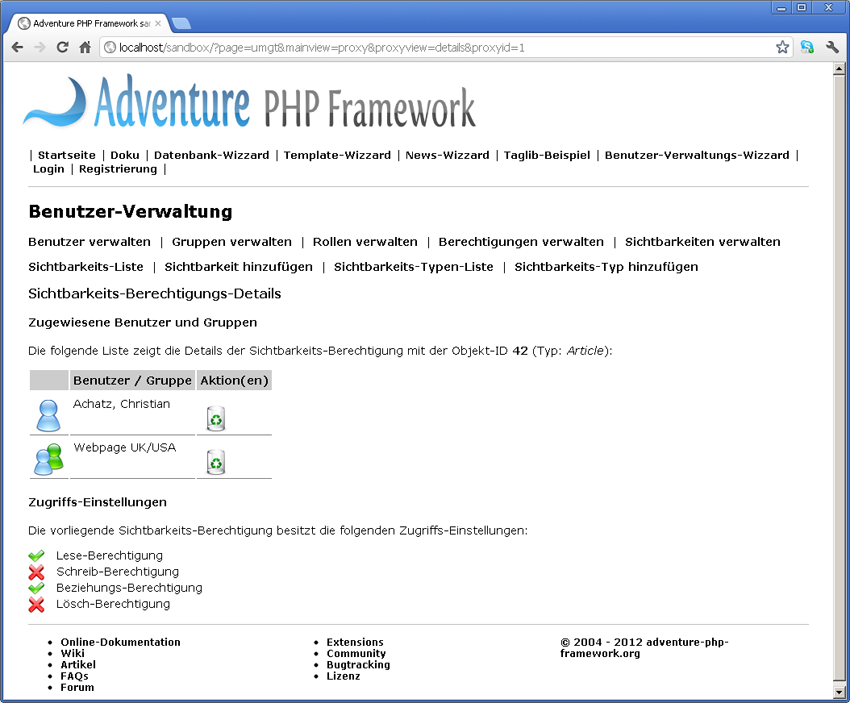 Adventure PHP Framework sa
localhost/sandbox/?page=umgt&mainview=proxy&proxyview=details&proxyid=1
Adventure PHP Framework
| Startseite | Doku | Datenbank-Wizzard | Template-Wizzard | News-Wizzard | Taglib-Beispiel | Benutzer-Verwaltungs-Wizzard |
Login | Registrierung |
Benutzer-Verwaltung
Benutzer verwalten | Gruppen verwalten | Rollen verwalten | Berechtigungen verwalten | Sichtbarkeiten verwalten
Sichtbarkeits-Liste | Sichtbarkeit hinzufügen | Sichtbarkeits-Typen-Liste | Sichtbarkeits-Typ hinzufügen
Sichtbarkeits-Berechtigungs-Details
Zugewiesene Benutzer und Gruppen
Die folgende Liste zeigt die Details der Sichtbarkeits-Berechtigung mit der Objekt-ID 42 (Typ: Article):
Benutzer / Gruppe Aktion(en)
Achatz, Christian
Webpage UK/USA
Zugriffs-Einstellungen
Die vorliegende Sichtbarkeits-Berechtigung besitzt die folgenden Zugriffs-Einstellungen:
Lese-Berechtigung
Schreib-Berechtigung
Beziehungs-Berechtigung
Lösch-Berechtigung
• Online-Dokumentation
• Wiki
• Artikel
• FAQs
• Forum
• Extensions
• Community
• Bugtracking
• Lizenz
© 2004 - 2012 adventure-php-
framework.org